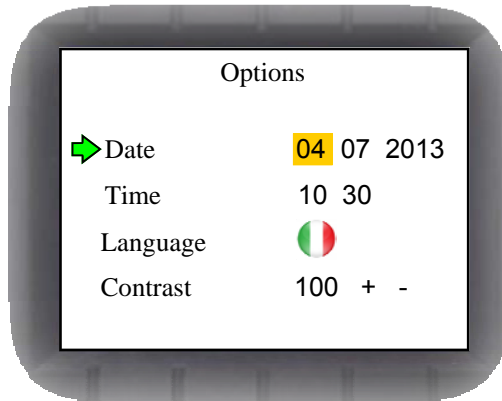 Options
Date 04 07 2013
Time 10 30
Language
Contrast 100 + -